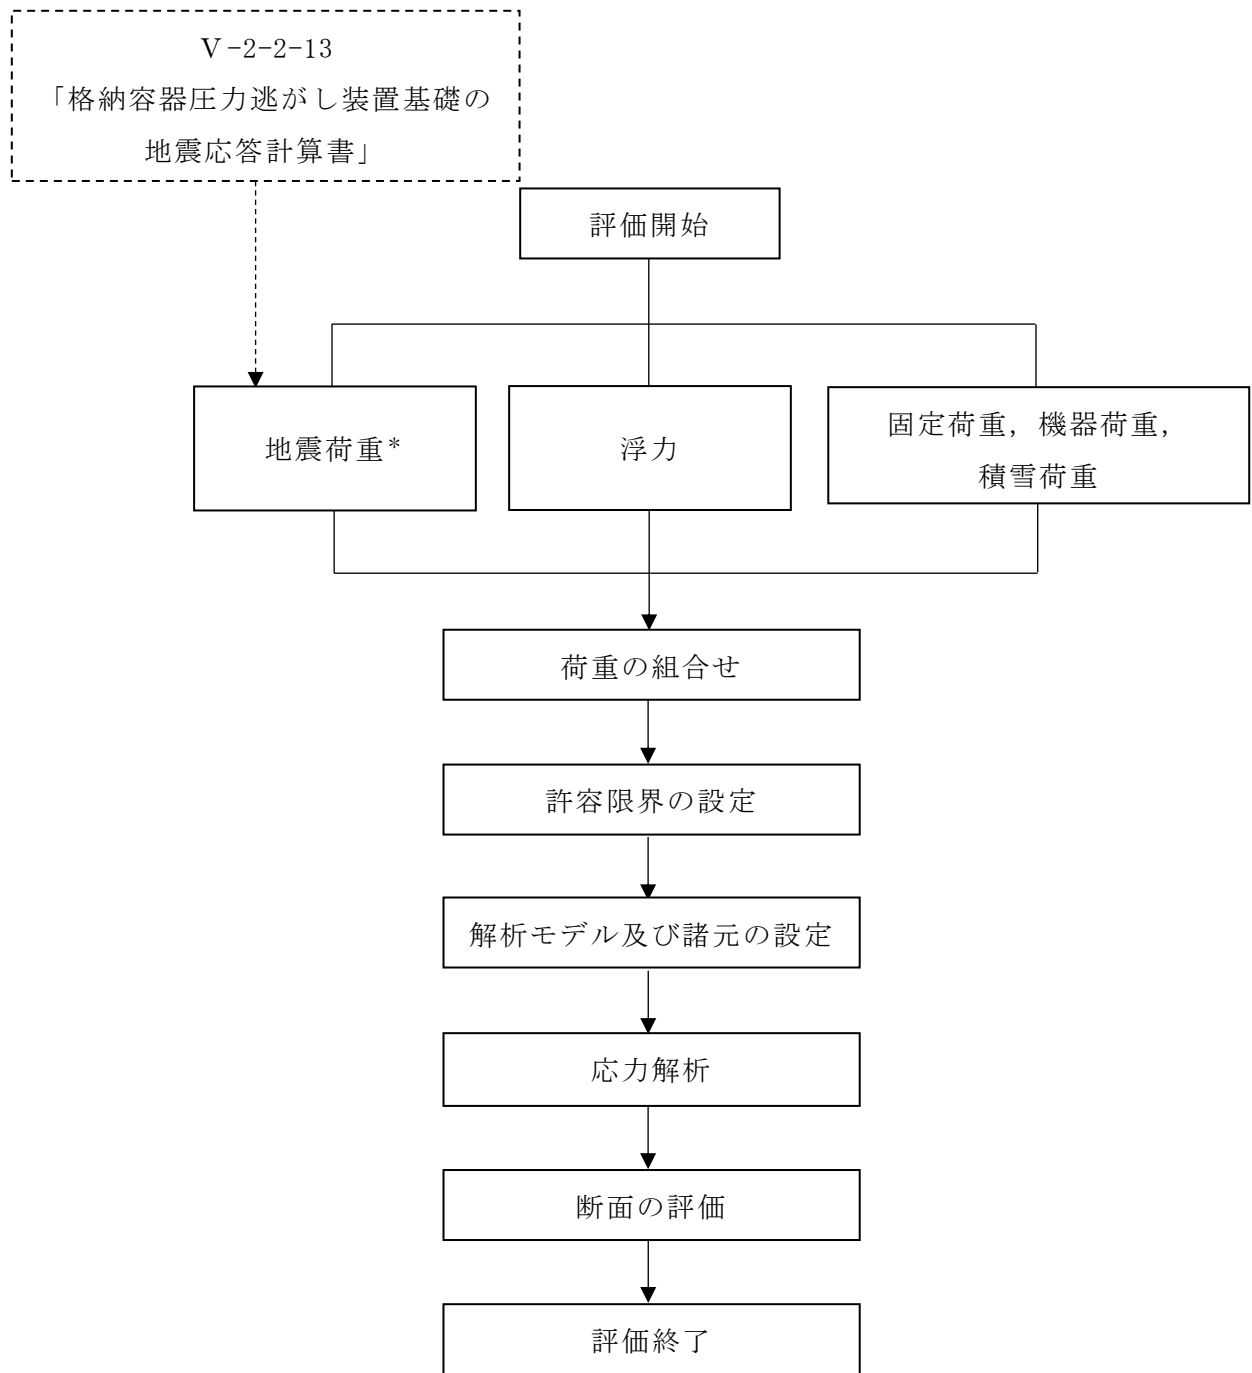 Ⅴ-2-2-13
「格納容器圧力逃がし装置基礎の
地震応答計算書」
評価開始
地震荷重*
浮力
固定荷重，機器荷重，
積雪荷重
荷重の組合せ
許容限界の設定
解析モデル及び諸元の設定
応力解析
断面の評価
評価終了